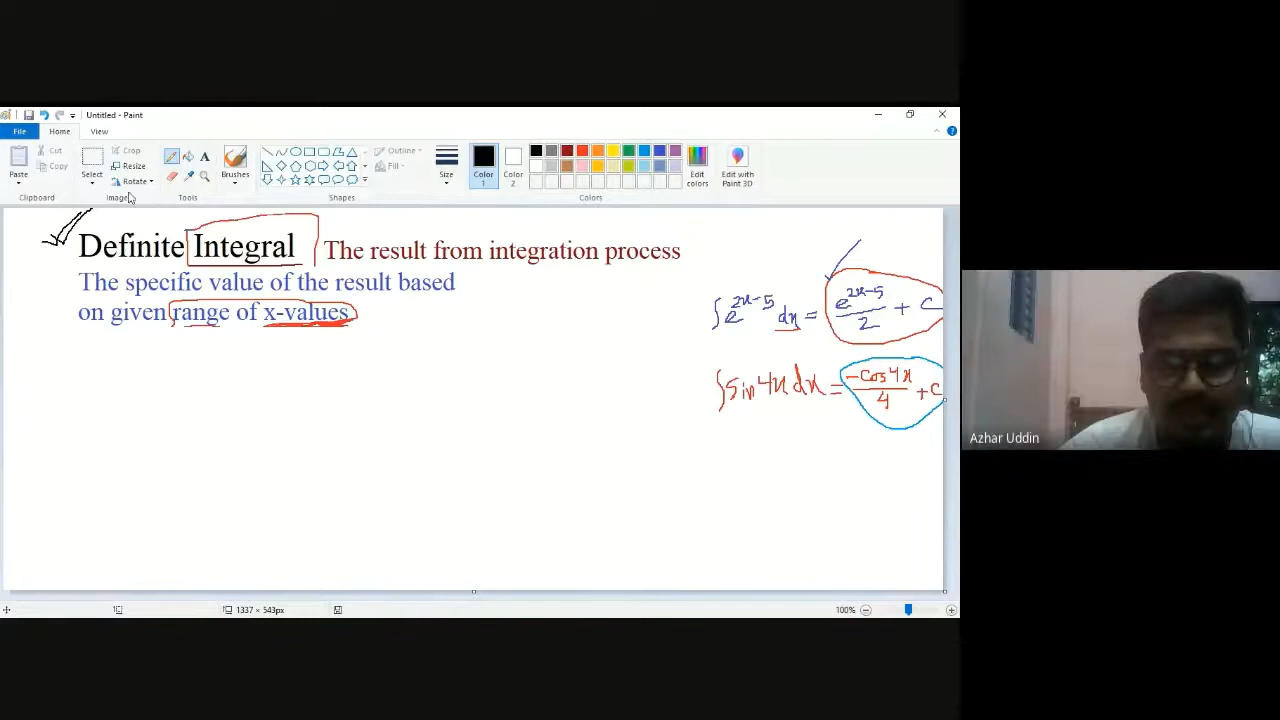 Untitled - Paint
File
Home
View
Paste
Cut
Copy
Clipboard
Select
Crop
Resize
Rotate
Image
Tools
Brushes
Outline
Fill
Shapes
Size
Color 1
Color 2
Edit colors
Edit with Paint 3D
Colors
Definite Integral The result from integration process
The specific value of the result based
on given range of x-values
∫e^{2x-5} dx = e^{2x-5}/2 + C
∫Sin 4x dx = -Cos 4x/4 + C
1337 × 543px
100%
Azhar Uddin